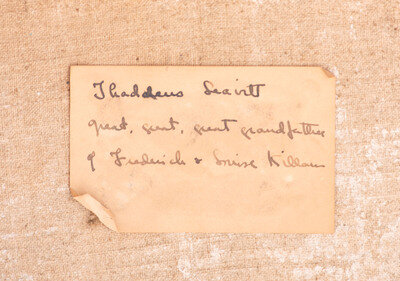 Thaddeus Leavitt
great, great, great grandfather
of Frederick & Louise Killam